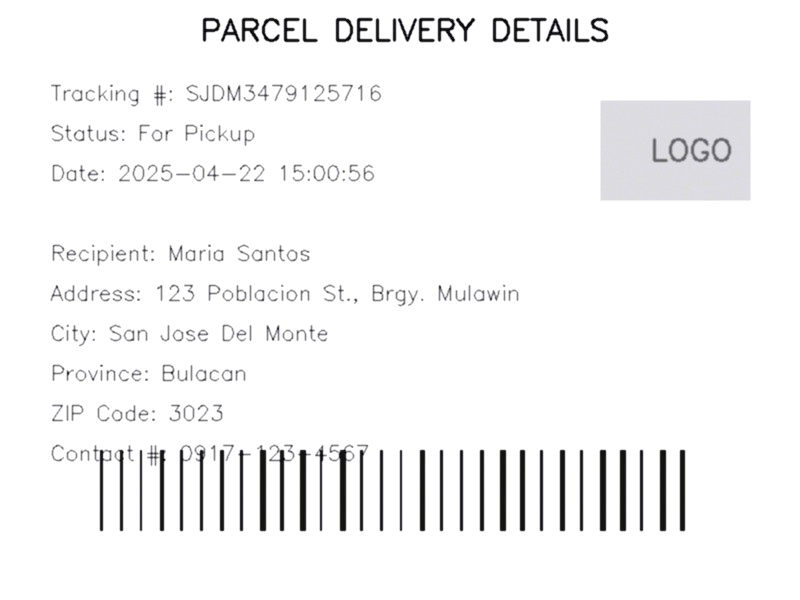 PARCEL DELIVERY DETAILS
Tracking #: SJDM3479125716
Status: For Pickup
Date: 2025-04-22 15:00:56
LOGO
Recipient: Maria Santos
Address: 123 Poblacion St., Brgy. Mulawin
City: San Jose Del Monte
Province: Bulacan
ZIP Code: 3023
Contact #: 0917-123-4567